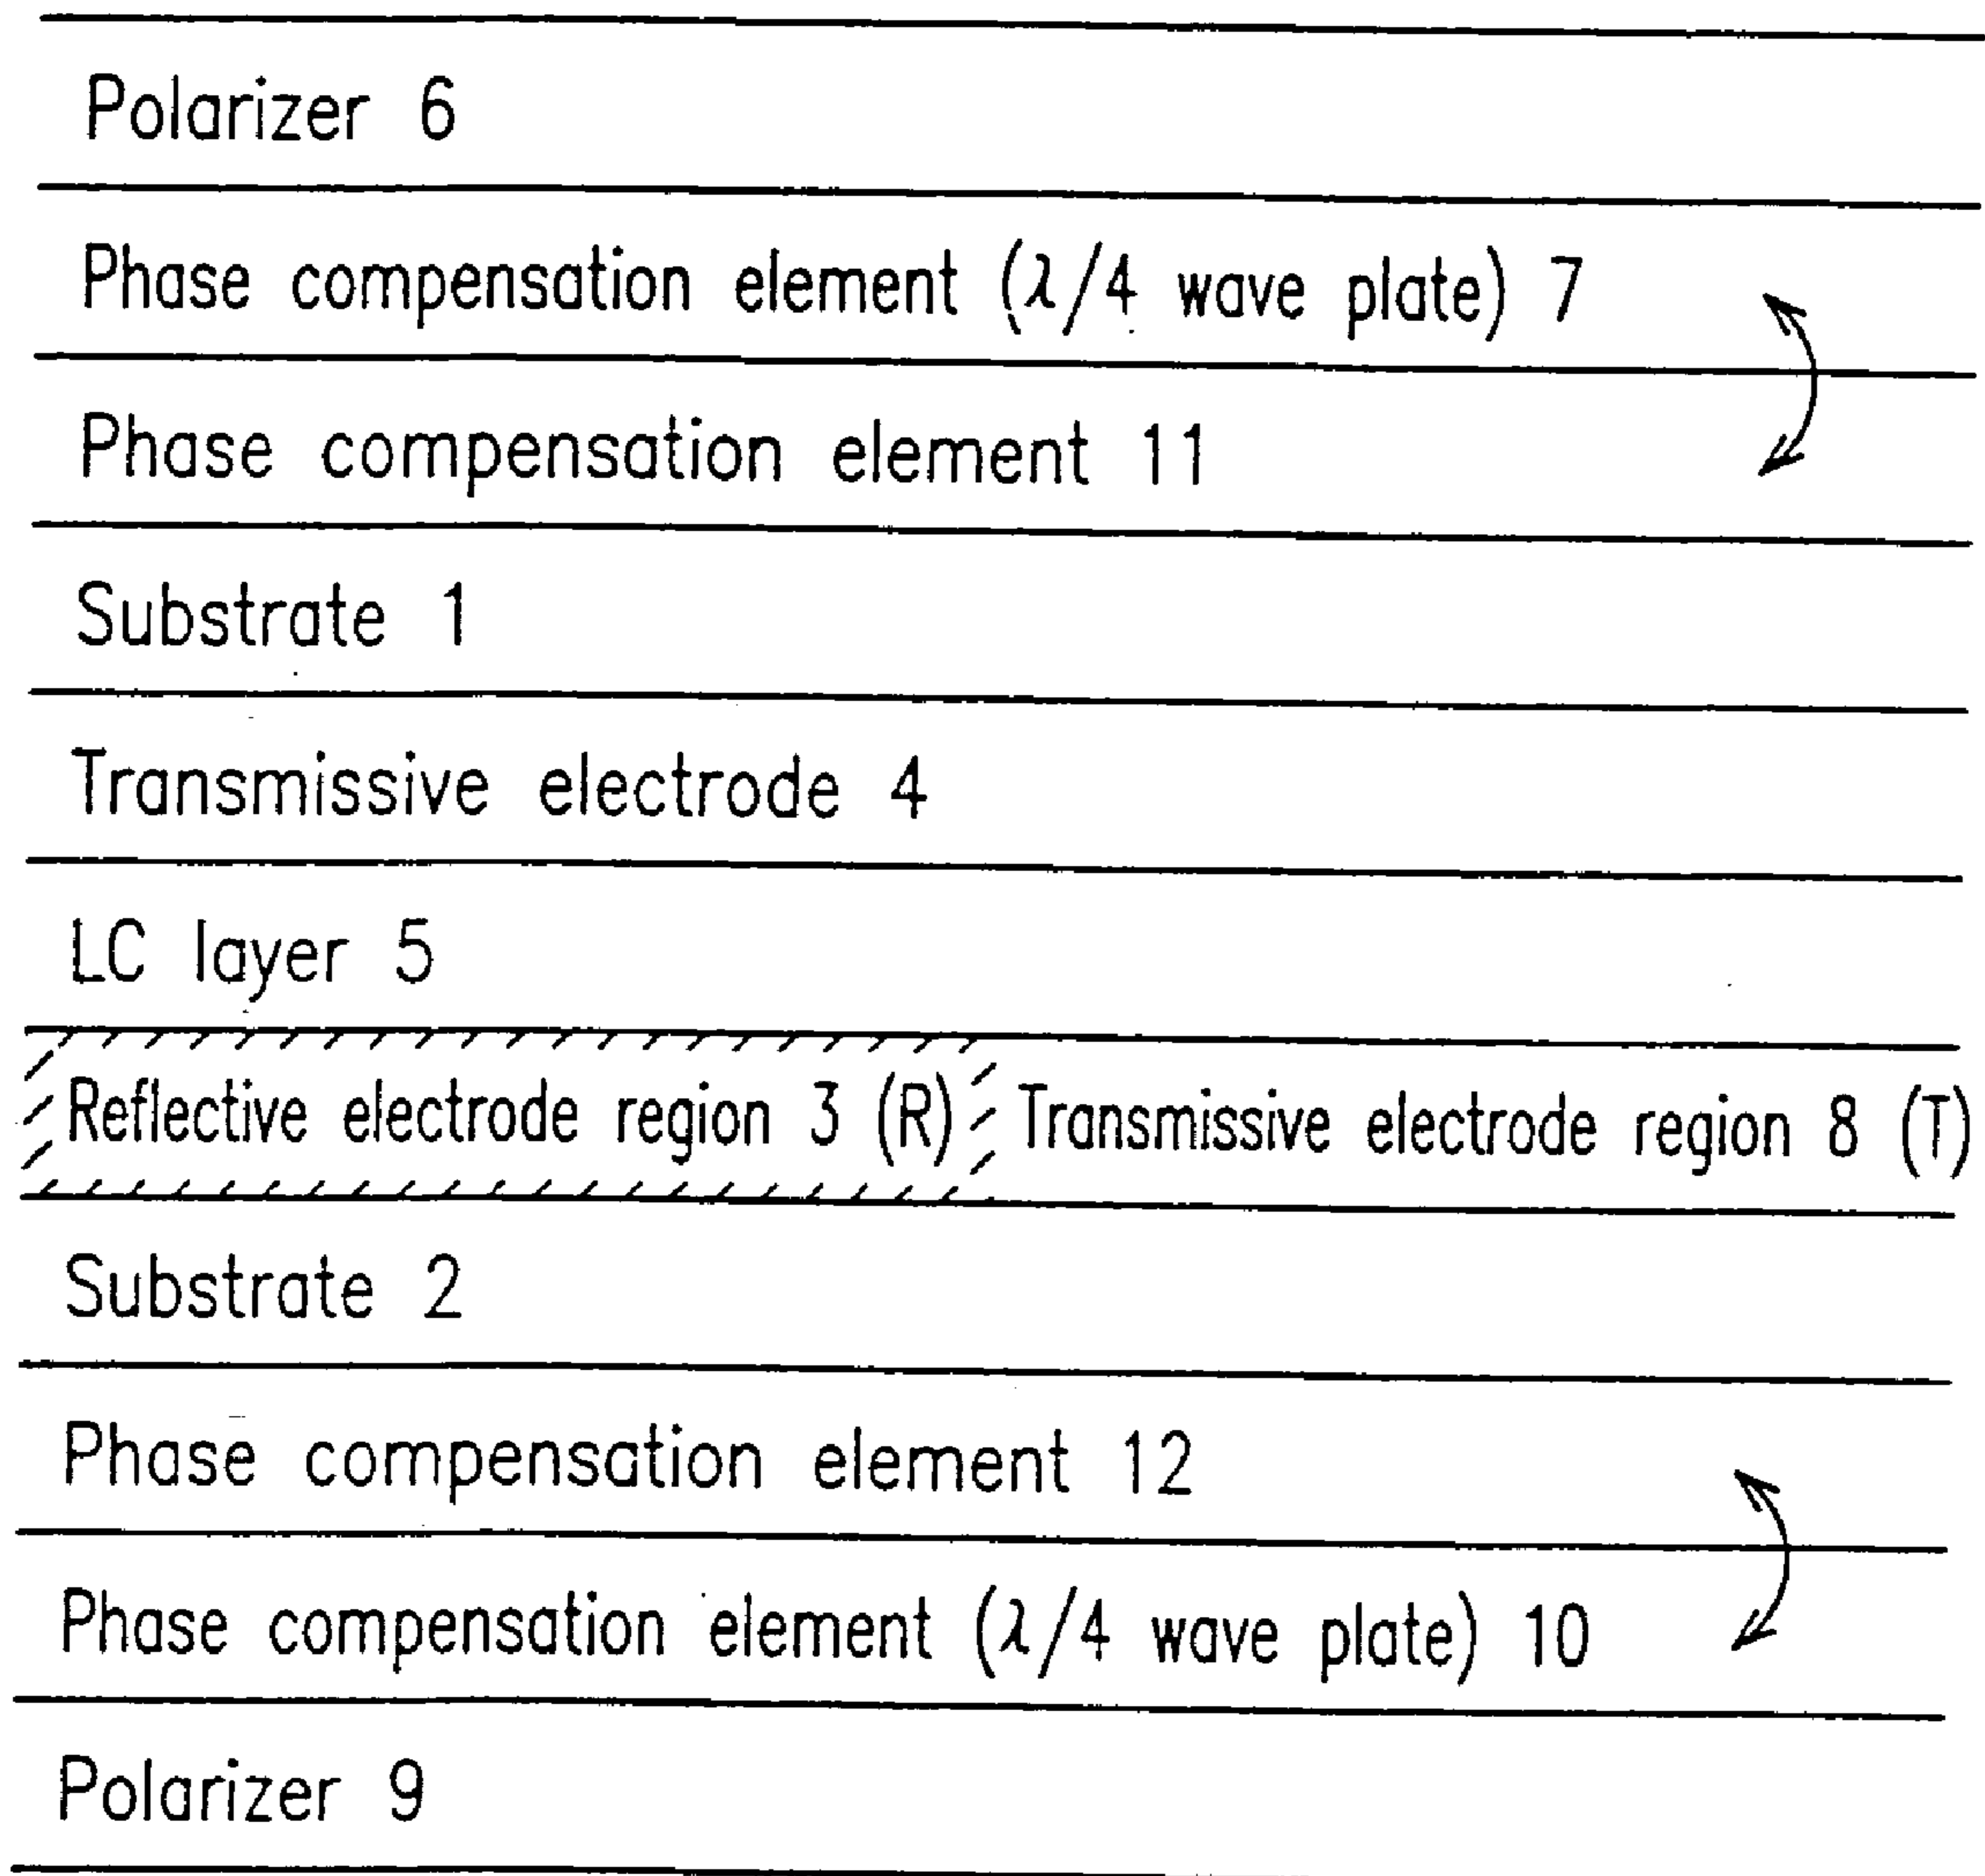 Polarizer 6
Phase compensation element (λ/4 wave plate) 7
Phase compensation element 11
Substrate 1
Transmissive electrode 4
LC layer 5
Reflective electrode region 3 (R) Transmissive electrode region 8 (T)
Substrate 2
Phase compensation element 12
Phase compensation element (λ/4 wave plate) 10
Polarizer 9